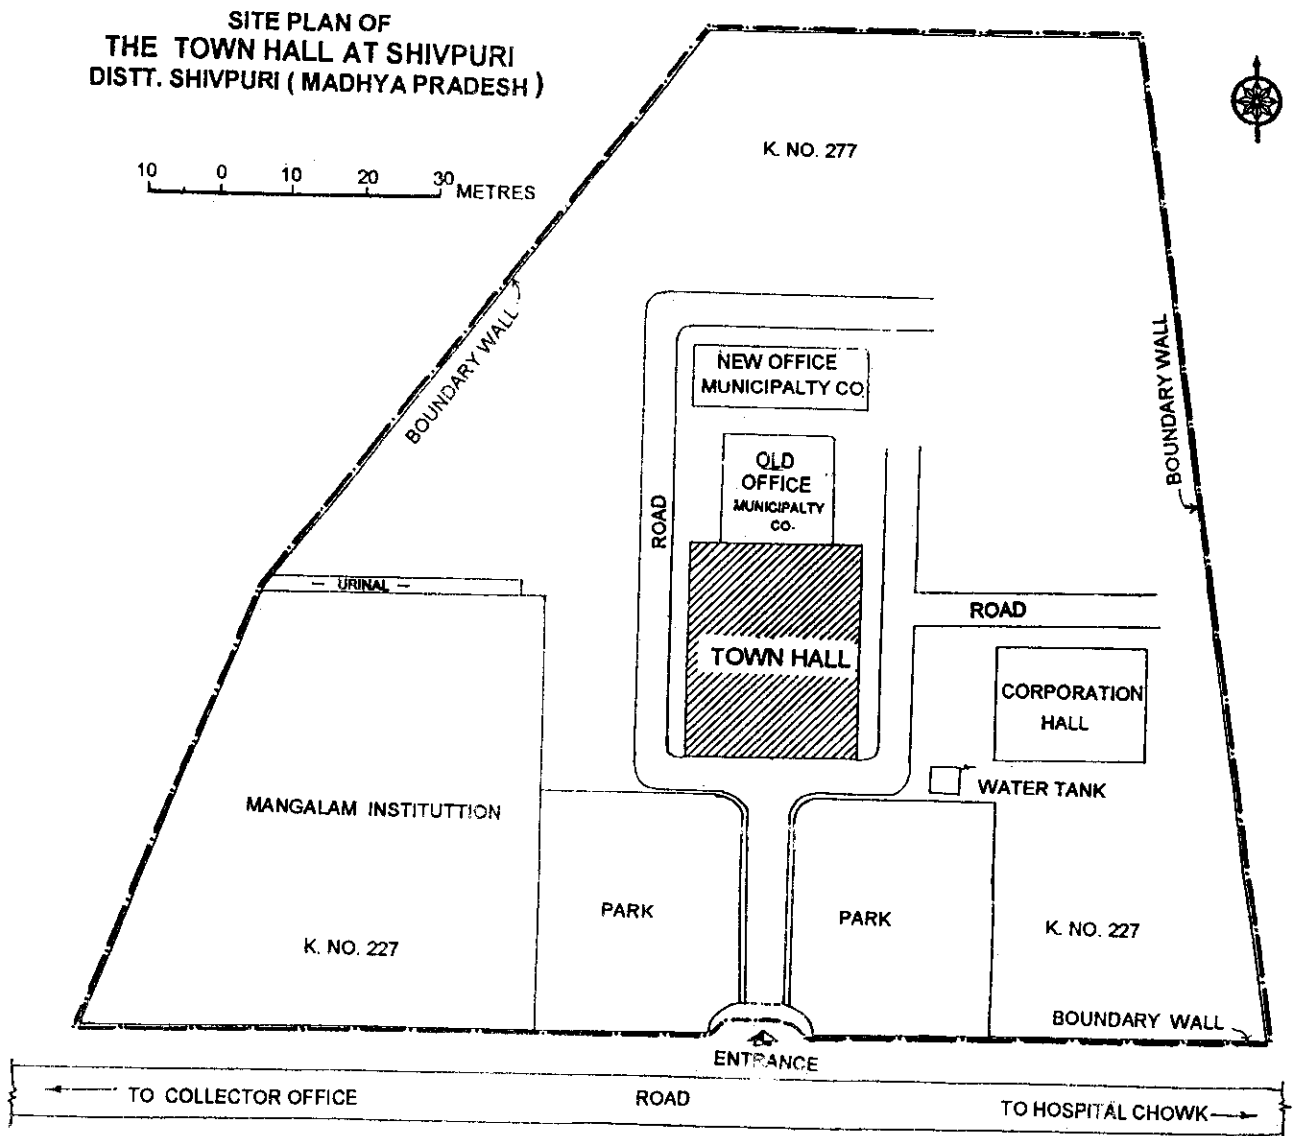 SITE PLAN OF
THE TOWN HALL AT SHIVPURI
DISTT. SHIVPURI ( MADHYA PRADESH )
10 0 10 20 30 METRES
K. NO. 277
BOUNDARY WALL
BOUNDARY WALL
NEW OFFICE
MUNICIPALTY CO
OLD
OFFICE
MUNICIPALTY
CO.
ROAD
URINAL
ROAD
TOWN HALL
CORPORATION
HALL
WATER TANK
MANGALAM INSTITUTTION
PARK
PARK
K. NO. 227
K. NO. 227
BOUNDARY WALL
ENTRANCE
TO COLLECTOR OFFICE
ROAD
TO HOSPITAL CHOWK